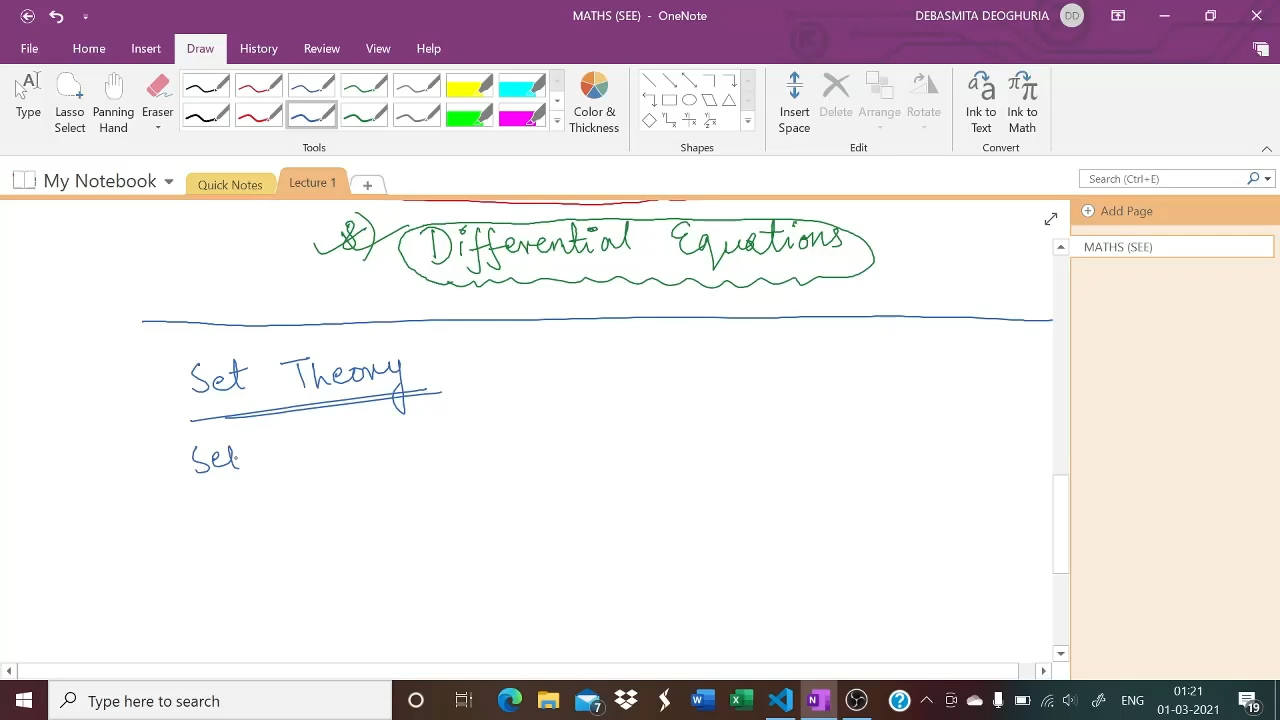 MATHS (SEE) - OneNote
DEBASMITA DEOGHURIA DD
File Home Insert Draw History Review View Help
Type
Lasso Select
Panning Hand
Eraser
Color & Thickness
Insert Space
Delete
Arrange
Rotate
Ink to Text
Ink to Math
Tools
Shapes
Edit
Convert
My Notebook
Quick Notes
Lecture 1
Search (Ctrl+E)
Add Page
MATHS (SEE)
8) Differential Equations
Set Theory
Set
Type here to search
7
ENG
01:21
01-03-2021
19